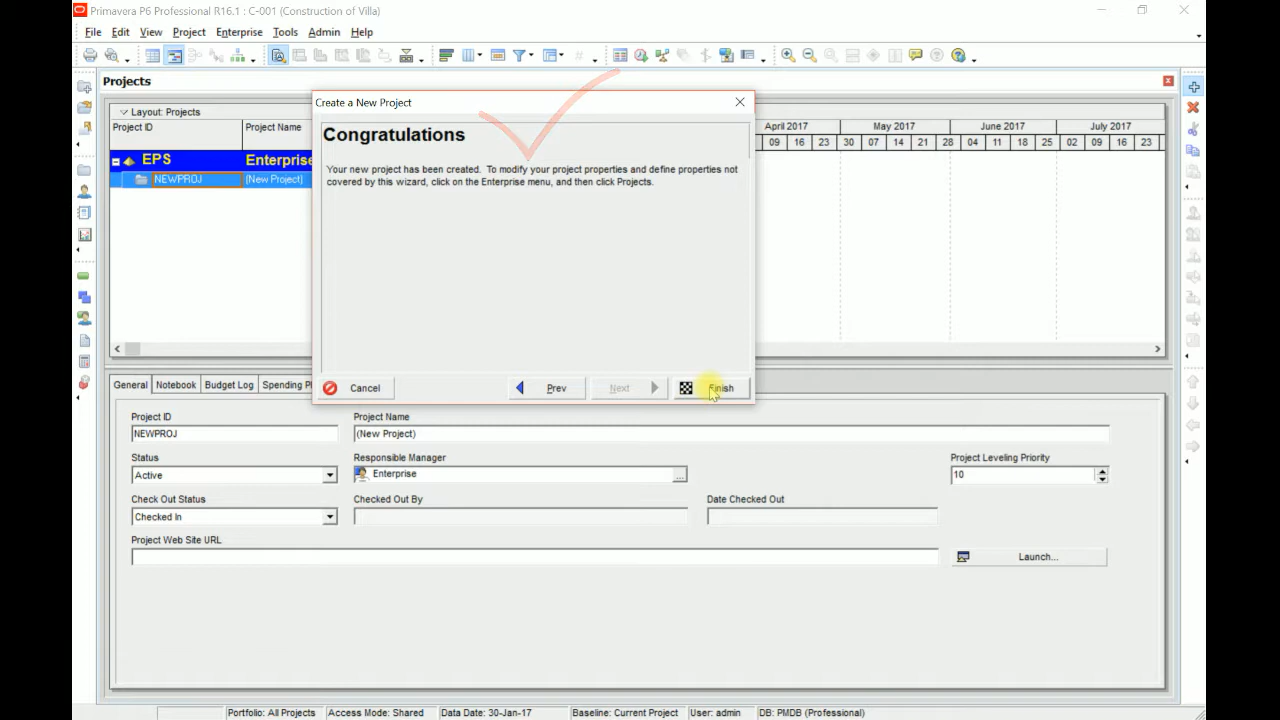 Primavera P6 Professional R16.1 : C-001 (Construction of Villa)
File Edit View Project Enterprise Tools Admin Help
Projects
Layout: Projects
Project ID Project Name
April 2017 May 2017 June 2017 July 2017
09 16 23 30 07 14 21 28 04 11 18 25 02 09 16 23
EPS Enterprise
NEWPROJ (New Project)
Create a New Project
Congratulations
Your new project has been created. To modify your project properties and define properties not
covered by this wizard, click on the Enterprise menu, and then click Projects.
Cancel Prev Next Finish
General Notebook Budget Log Spending
Project ID Project Name
NEWPROJ (New Project)
Status Responsible Manager Project Leveling Priority
Active Enterprise ... 10
Check Out Status Checked Out By Date Checked Out
Checked In
Project Web Site URL
Launch...
Portfolio: All Projects Access Mode: Shared Data Date: 30-Jan-17 Baseline: Current Project User: admin DB: PMDB (Professional)